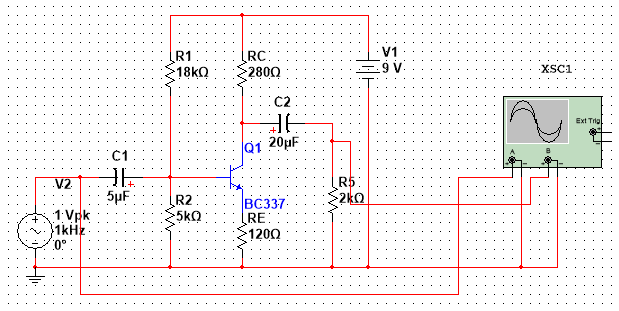 R1
18kΩ
RC
280Ω
V1
9 V
XSC1
Ext Trig
A
B
C2
20µF
Q1
BC337
C1
5µF
V2
1 Vpk
1kHz
0°
R2
5kΩ
RE
120Ω
R5
2kΩ